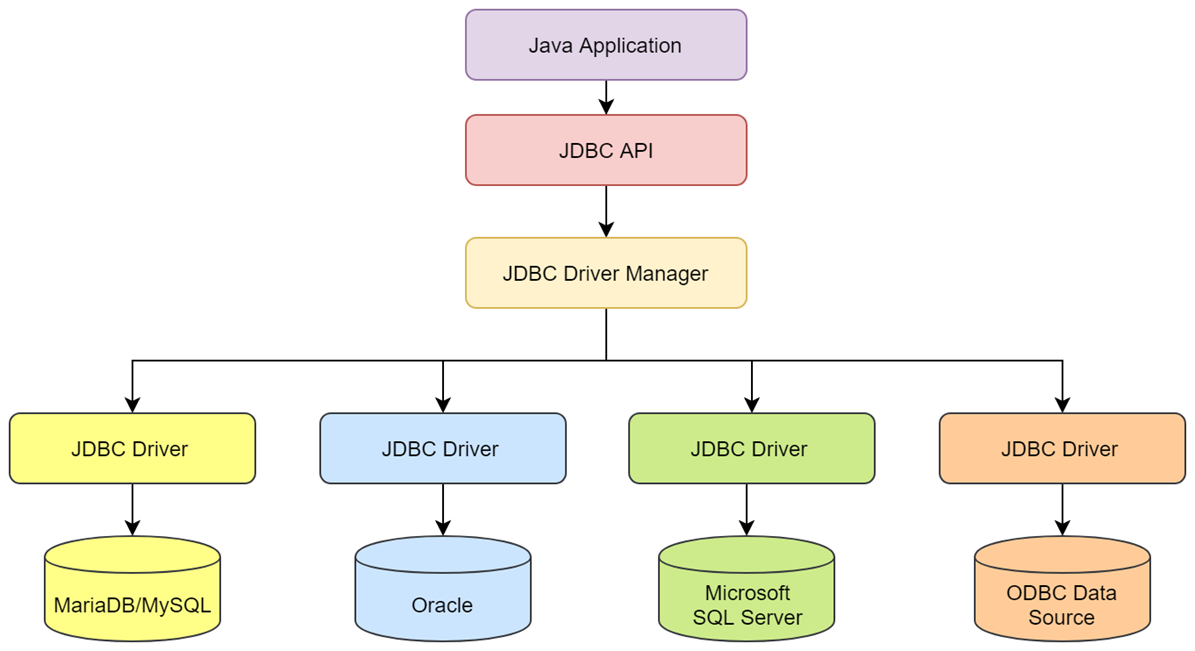 Java Application
JDBC API
JDBC Driver Manager
JDBC Driver
JDBC Driver
JDBC Driver
JDBC Driver
MariaDB/MySQL
Oracle
Microsoft
SQL Server
ODBC Data
Source